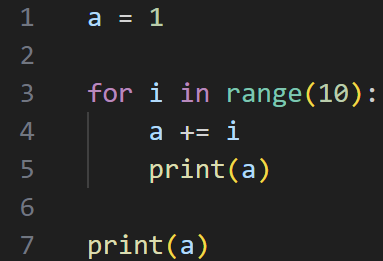 1 a = 1
2
3 for i in range(10):
4     a += i
5     print(a)
6
7 print(a)